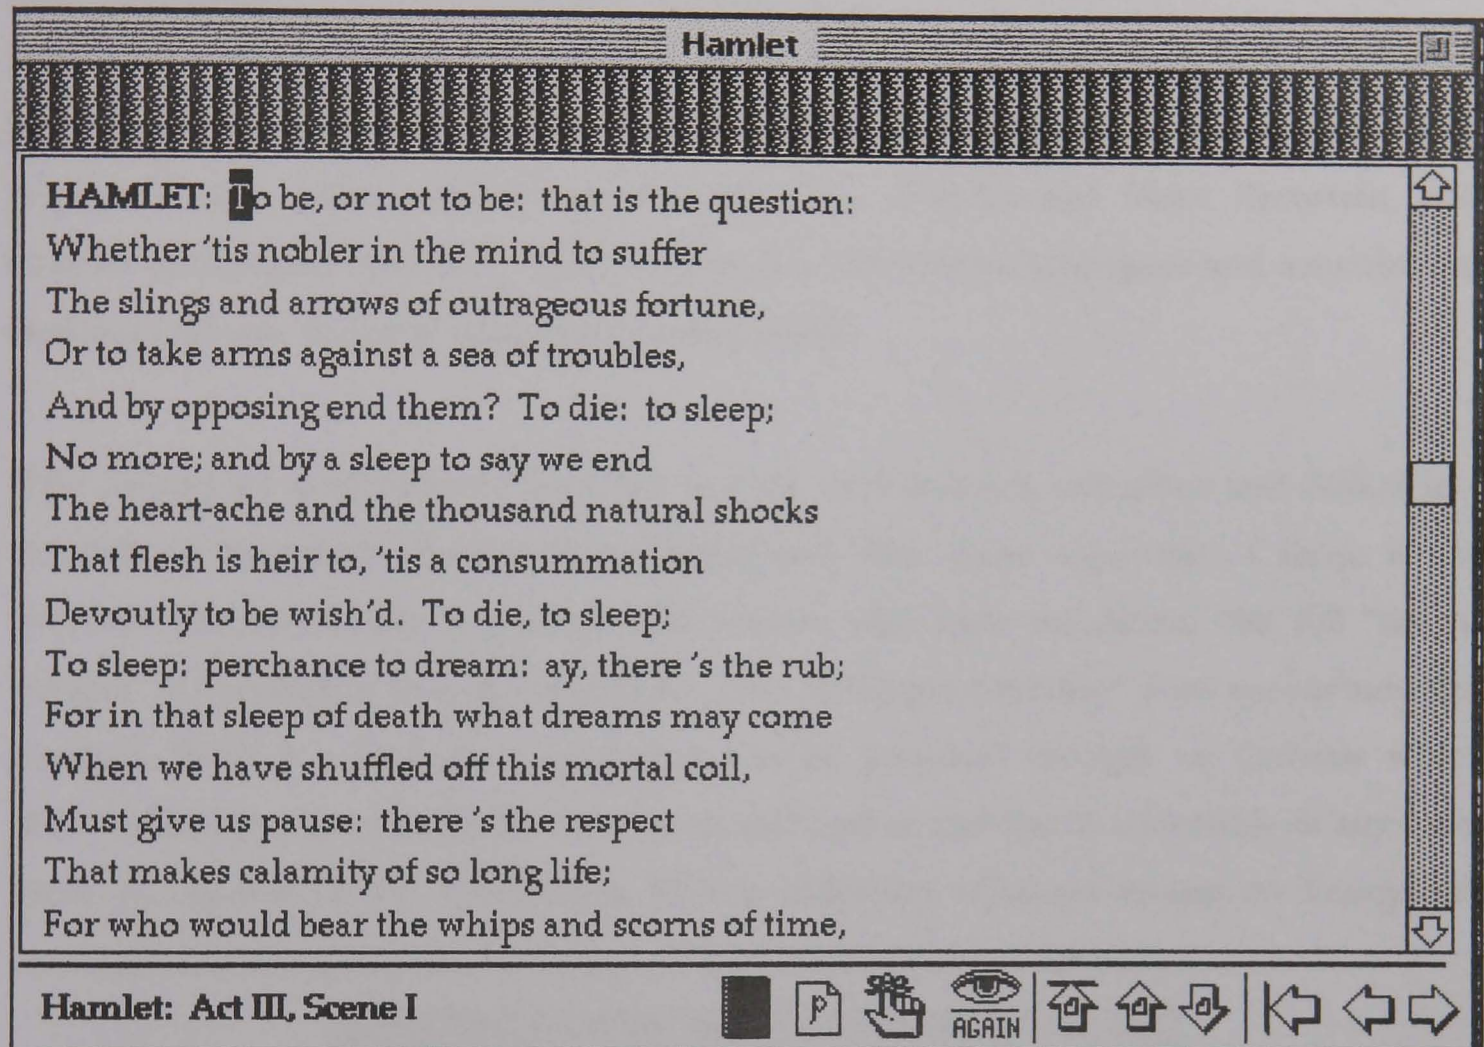 Hamlet
HAMLET:  To be, or not to be:  that is the question:
Whether 'tis nobler in the mind to suffer
The slings and arrows of outrageous fortune,
Or to take arms against a sea of troubles,
And by opposing end them?  To die:  to sleep;
No more; and by a sleep to say we end
The heart-ache and the thousand natural shocks
That flesh is heir to, 'tis a consummation
Devoutly to be wish'd.  To die, to sleep;
To sleep:  perchance to dream:  ay, there 's the rub;
For in that sleep of death what dreams may come
When we have shuffled off this mortal coil,
Must give us pause:  there 's the respect
That makes calamity of so long life;
For who would bear the whips and scorns of time,
Hamlet:  Act III, Scene I
P
AGAIN